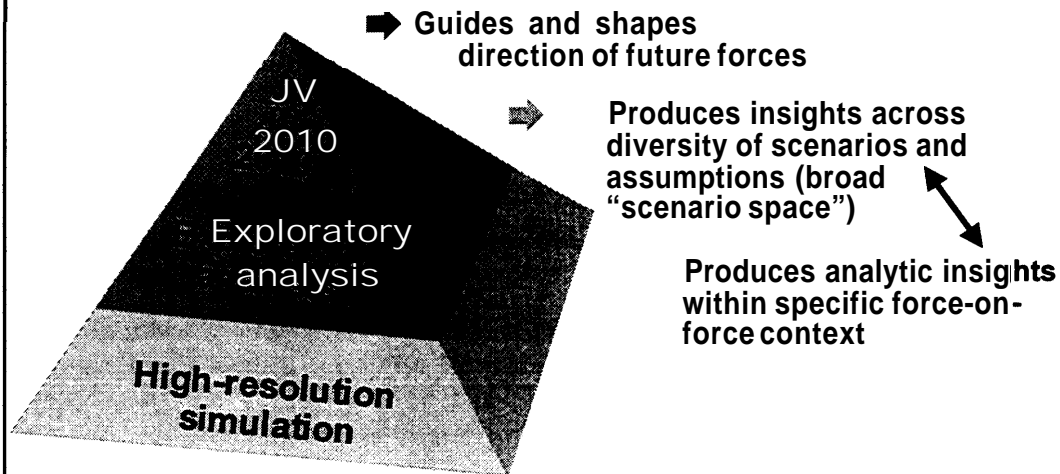 Guides and shapes
direction of future forces
JV
2010
Produces insights across
diversity of scenarios and
assumptions (broad
“scenario space”)
Exploratory
analysis
Produces analytic insights
within specific force-on-
force context
High-resolution
simulation